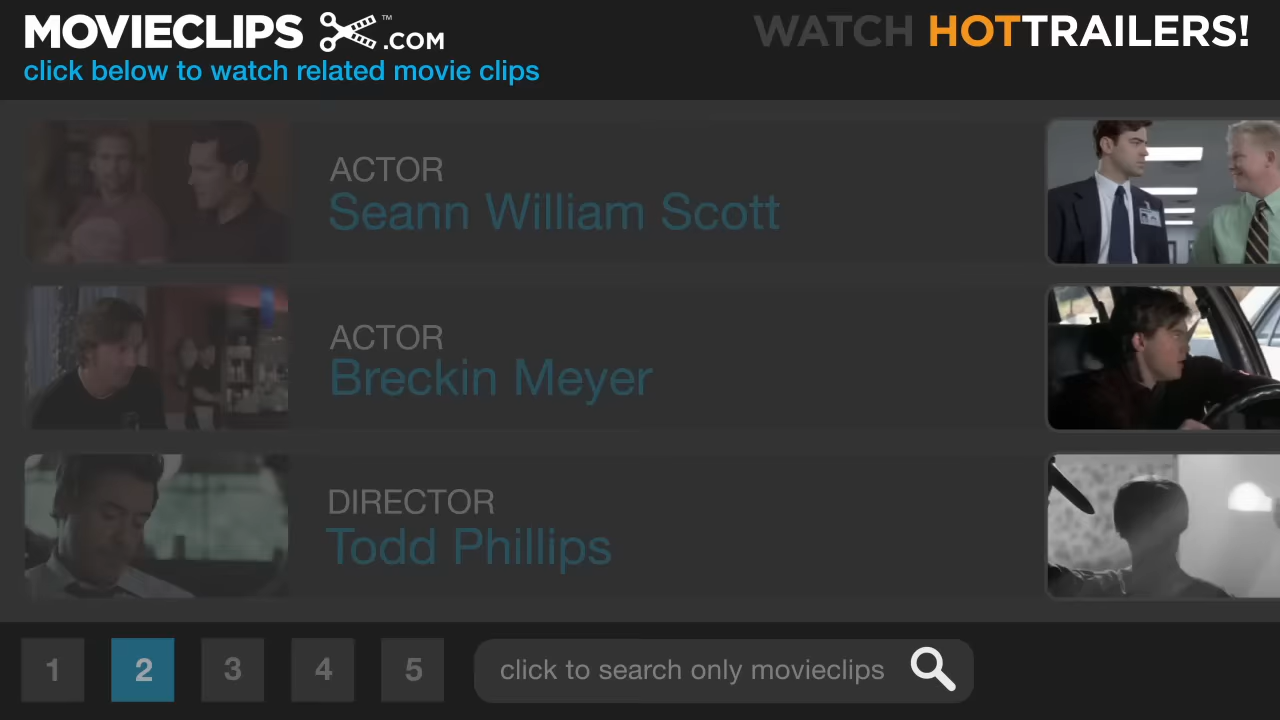 MOVIECLIPS ™ .COM
WATCH HOTTRAILERS!
click below to watch related movie clips
ACTOR
Seann William Scott
ACTOR
Breckin Meyer
DIRECTOR
Todd Phillips
1 2 3 4 5
click to search only movieclips